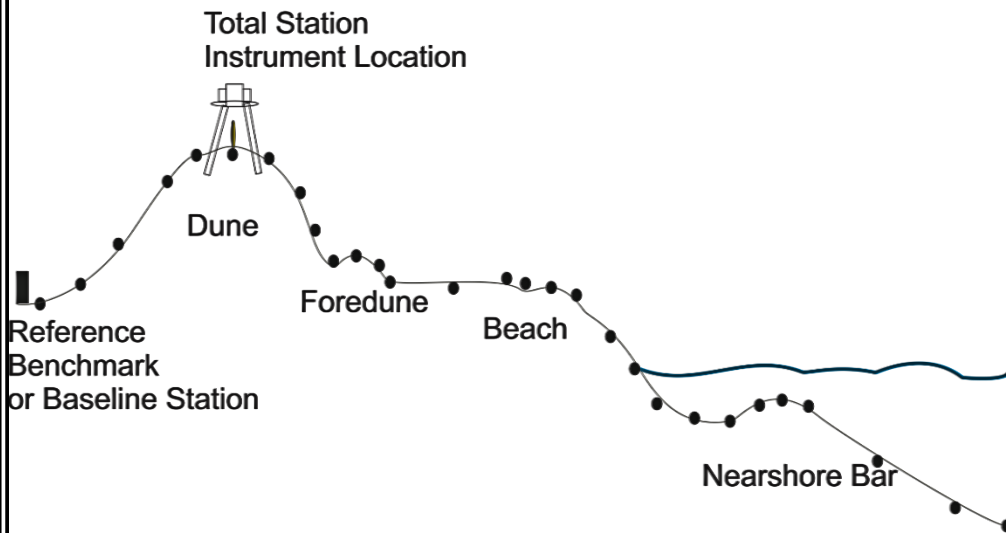 Total Station
Instrument Location
Dune
Foredune
Beach
Reference
Benchmark
or Baseline Station
Nearshore Bar